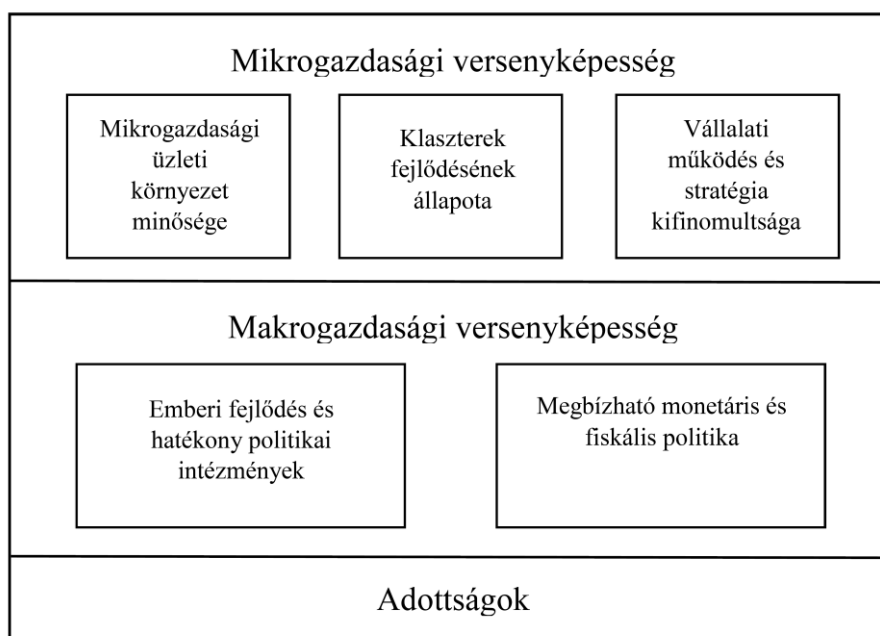 Mikrogazdasági versenyképesség
Mikrogazdasági
üzleti
környezet
minősége
Klaszterek
fejlődésének
állapota
Vállalati
működés és
stratégia
kifinomultsága
Makrogazdasági versenyképesség
Emberi fejlődés és
hatékony politikai
intézmények
Megbízható monetáris és
fiskális politika
Adottságok